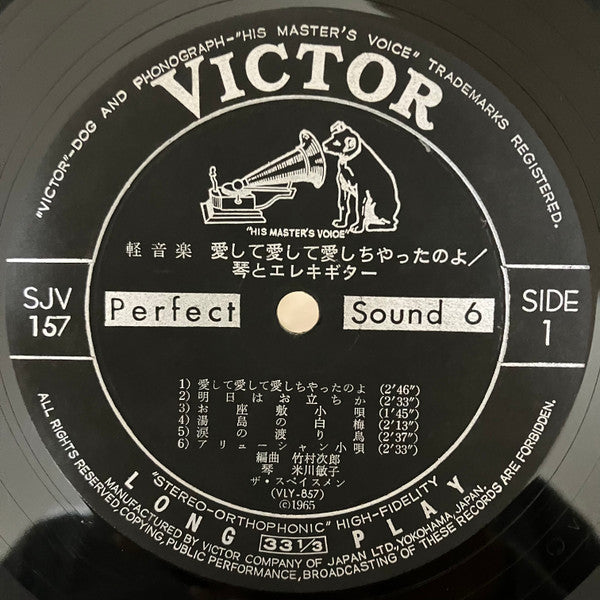 "VICTOR"-DOG AND PHONOGRAPH-"HIS MASTER'S VOICE" TRADEMARKS REGISTERED.
VICTOR
"HIS MASTER'S VOICE"
軽音楽 愛して愛して愛しちゃったのよ/
琴とエレキギター
SJV
157
Perfect
Sound 6
SIDE
1
1) 愛して愛して愛しちやったのよ (2'46")
2) 明日はお立ちか (2'33")
3) お座敷小唄 (1'45")
4) 湯島の白梅 (2'13")
5) 涙の渡り鳥 (2'37")
6) アリューシャン小唄 (2'33")
編曲 竹村次郎
琴 米川敏子
ザ・スペイスメン
(VLY-857)
©1965
"STEREO-ORTHOPHONIC" HIGH-FIDELITY
LONG PLAY
33 1/3
MANUFACTURED BY VICTOR COMPANY OF JAPAN LTD., YOKOHAMA, JAPAN.
ALL RIGHTS RESERVED COPYING, PUBLIC PERFORMANCE, BROADCASTING OF THESE RECORDS ARE FORBIDDEN.